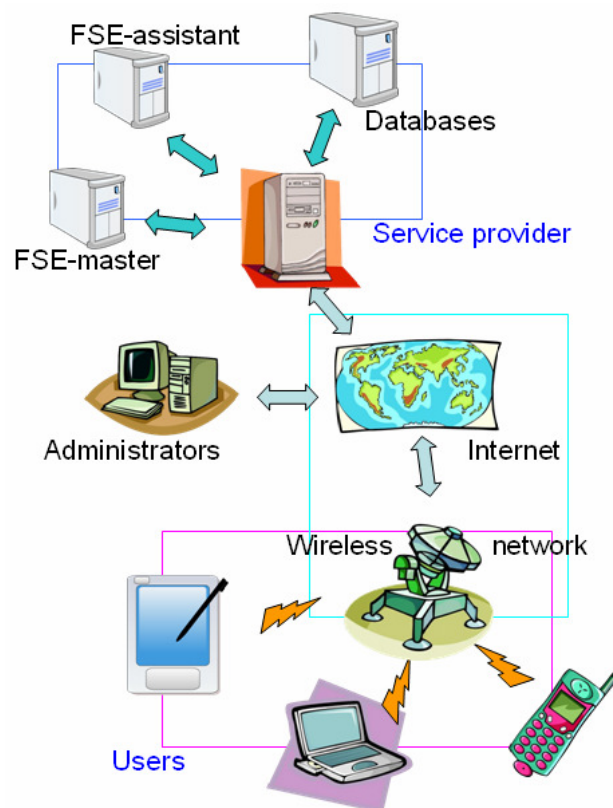 FSE-assistant
Databases
Service provider
FSE-master
Administrators
Internet
Wireless network
Users